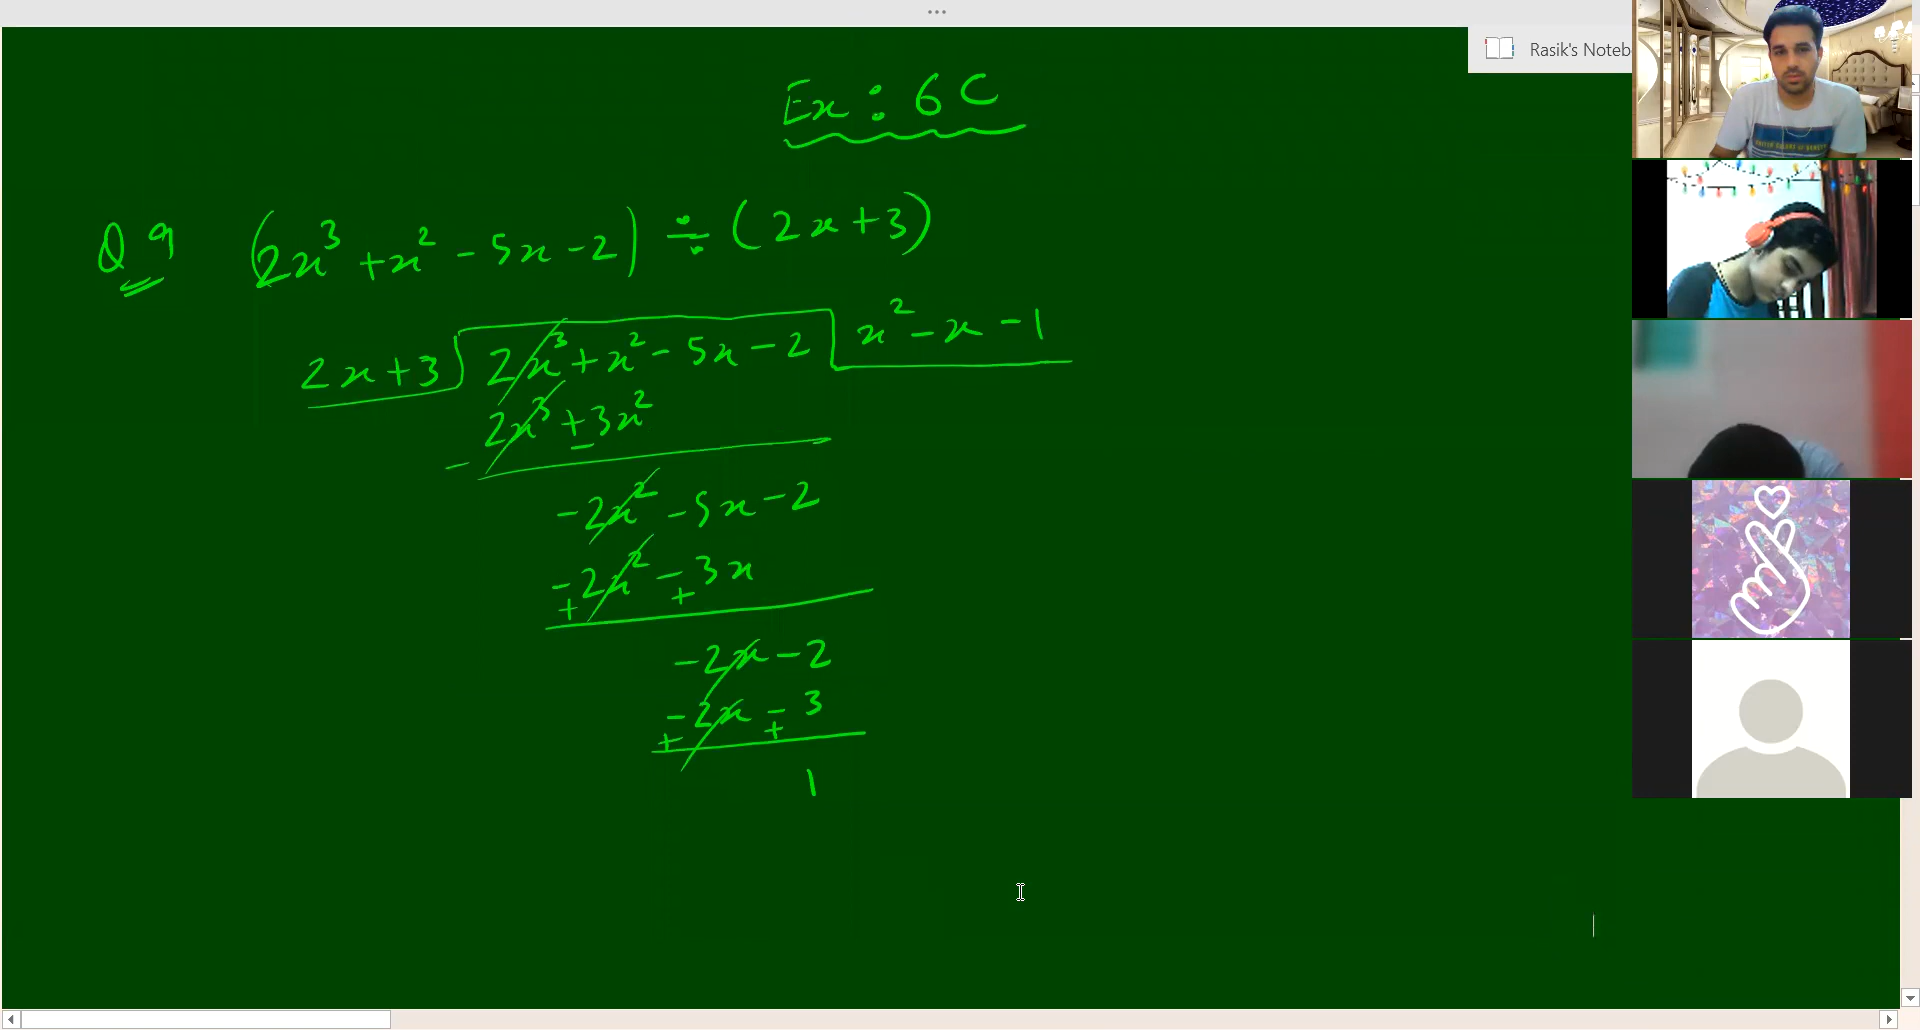 Rasik's Noteb
Ex : 6 C
Q 9 (2x³ + x² - 5x - 2) ÷ (2x + 3)
2x + 3 ) 2x³ + x² - 5x - 2 | x² - x - 1
2x³ + 3x²
- -
-2x² - 5x - 2
-2x² - 3x
+ +
-2x - 2
-2x - 3
+ +
1